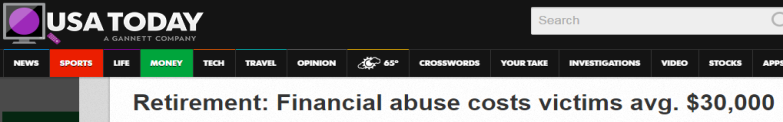 USA TODAY
A GANNETT COMPANY
Search
NEWS SPORTS LIFE MONEY TECH TRAVEL OPINION 65° CROSSWORDS YOUR TAKE INVESTIGATIONS VIDEO STOCKS APPS
Retirement: Financial abuse costs victims avg. $30,000